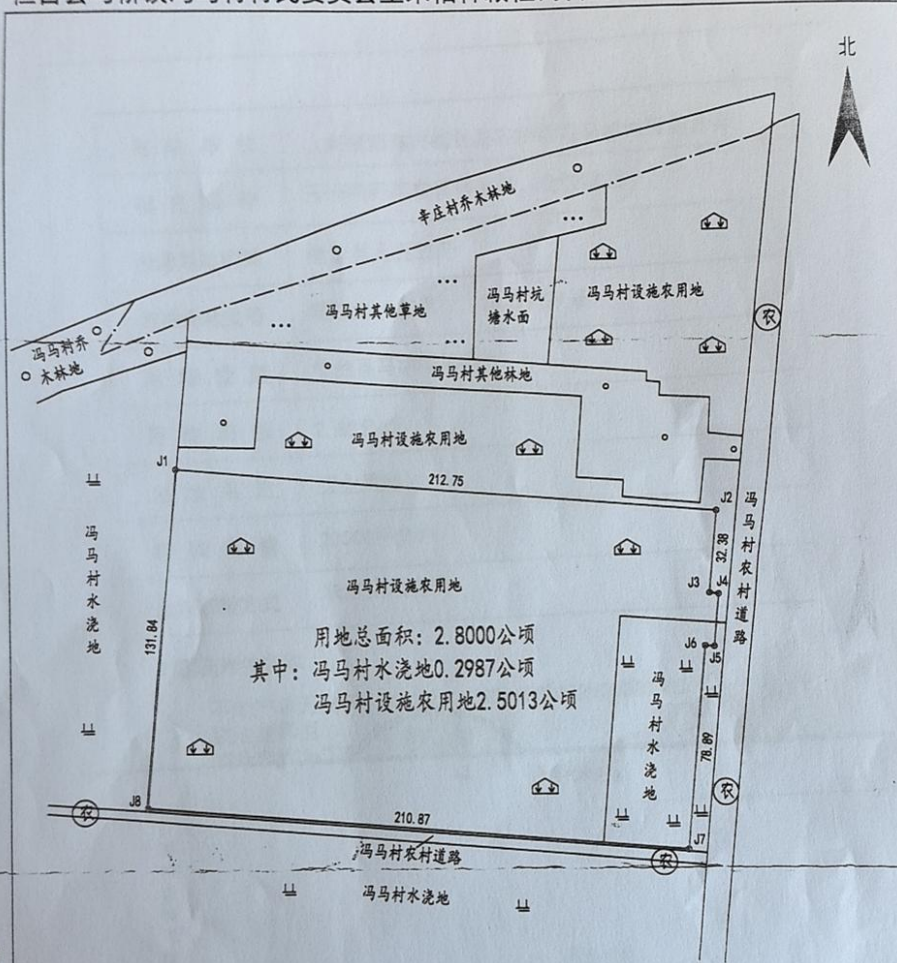 北
辛庄村乔木林地
冯马村其他草地
冯马村坑
塘水面
冯马村设施农用地
农
冯马村乔
木林地
冯马村其他林地
冯马村设施农用地
J1
212.75
J2
冯马村农村道路
32.38
J3
J4
冯马村水浇地
131.84
冯马村设施农用地
用地总面积：2.8000公顷
其中：冯马村水浇地0.2987公顷
冯马村设施农用地2.5013公顷
J6
J5
冯马村水浇地
78.89
农
J8
农
210.87
J7
冯马村农村道路
农
冯马村水浇地